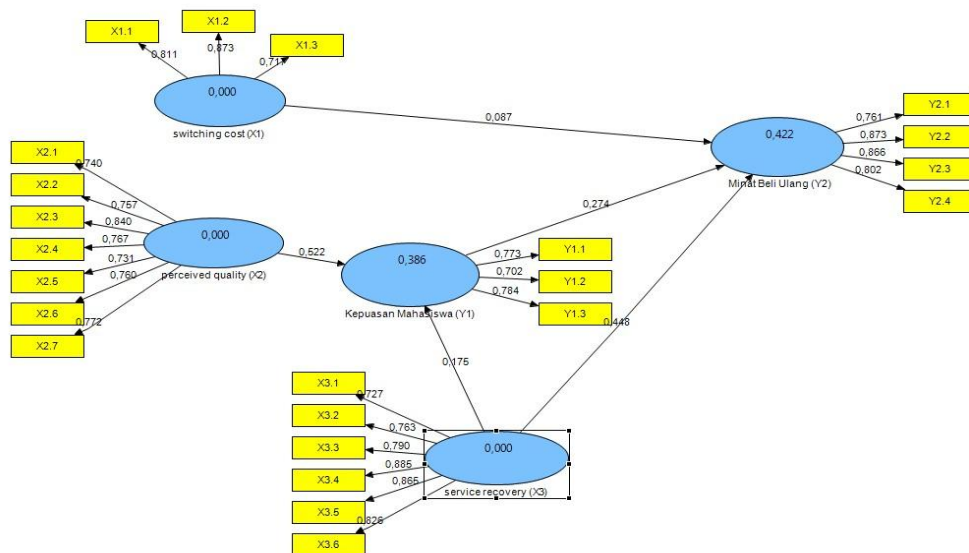 X1.1
X1.2
X1.3
0,811
0,873
0,717
0,000
switching cost (X1)
0,087
X2.1
X2.2
X2.3
X2.4
X2.5
X2.6
X2.7
0,740
0,757
0,840
0,767
0,731
0,760
0,772
0,000
perceived quality (X2)
0,522
0,386
Kepuasan Mahasiswa (Y1)
0,773
0,702
0,784
Y1.1
Y1.2
Y1.3
0,274
0,422
Minat Beli Ulang (Y2)
0,761
0,873
0,866
0,802
Y2.1
Y2.2
Y2.3
Y2.4
0,448
0,175
X3.1
X3.2
X3.3
X3.4
X3.5
X3.6
0,727
0,763
0,790
0,885
0,865
0,826
0,000
service recovery (X3)